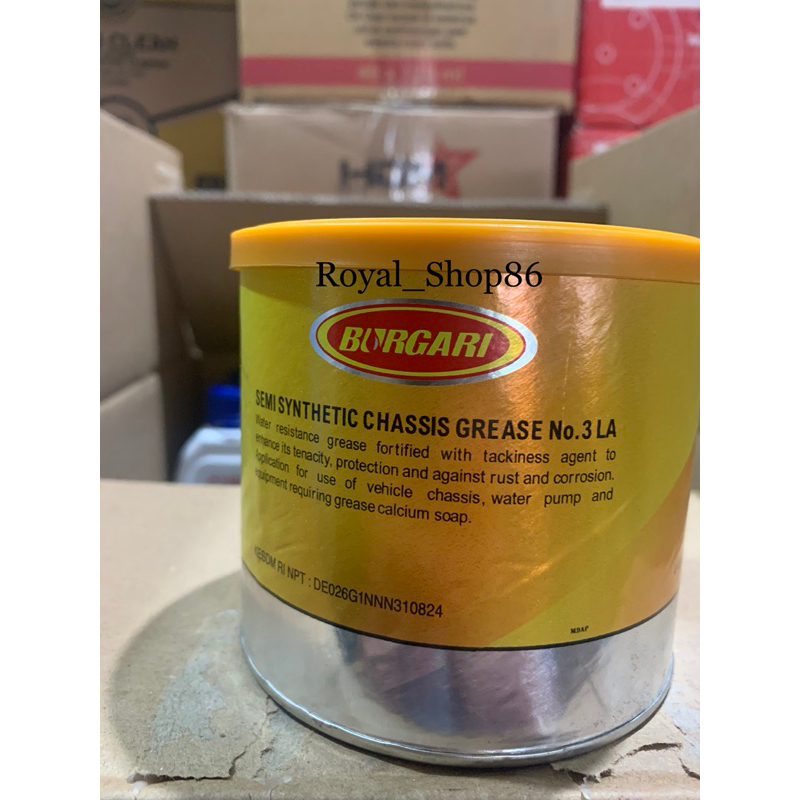 Royal_Shop86
BURGARI
SEMI SYNTHETIC CHASSIS GREASE No.3 LA
Water resistance grease fortified with tackiness agent to
enhance its tenacity, protection and against rust and corrosion.
Application for use of vehicle chassis, water pump and
equipment requiring grease calcium soap.
KESDM RI NPT : DE026G1NNN310824